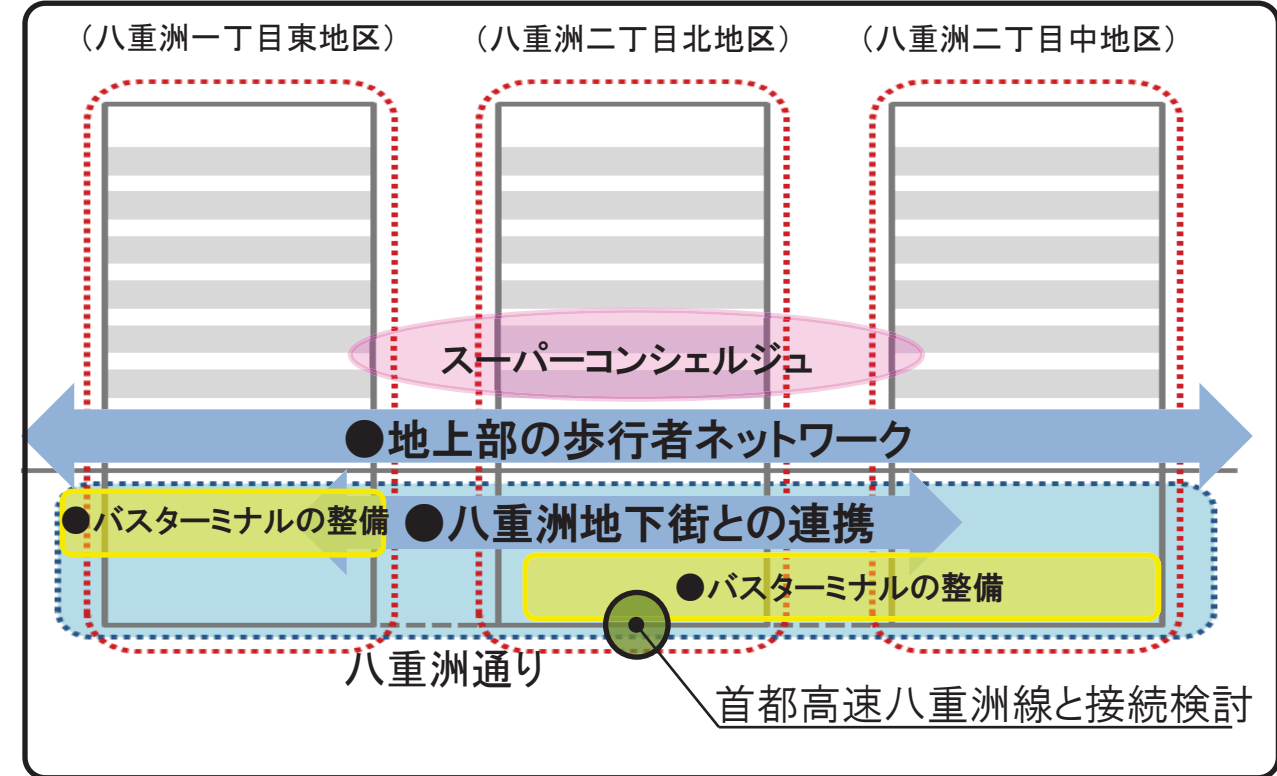 （八重洲一丁目東地区）
（八重洲二丁目北地区）
（八重洲二丁目中地区）
スーパーコンシェルジュ
●地上部の歩行者ネットワーク
●バスターミナルの整備
●八重洲地下街との連携
●バスターミナルの整備
八重洲通り
首都高速八重洲線と接続検討